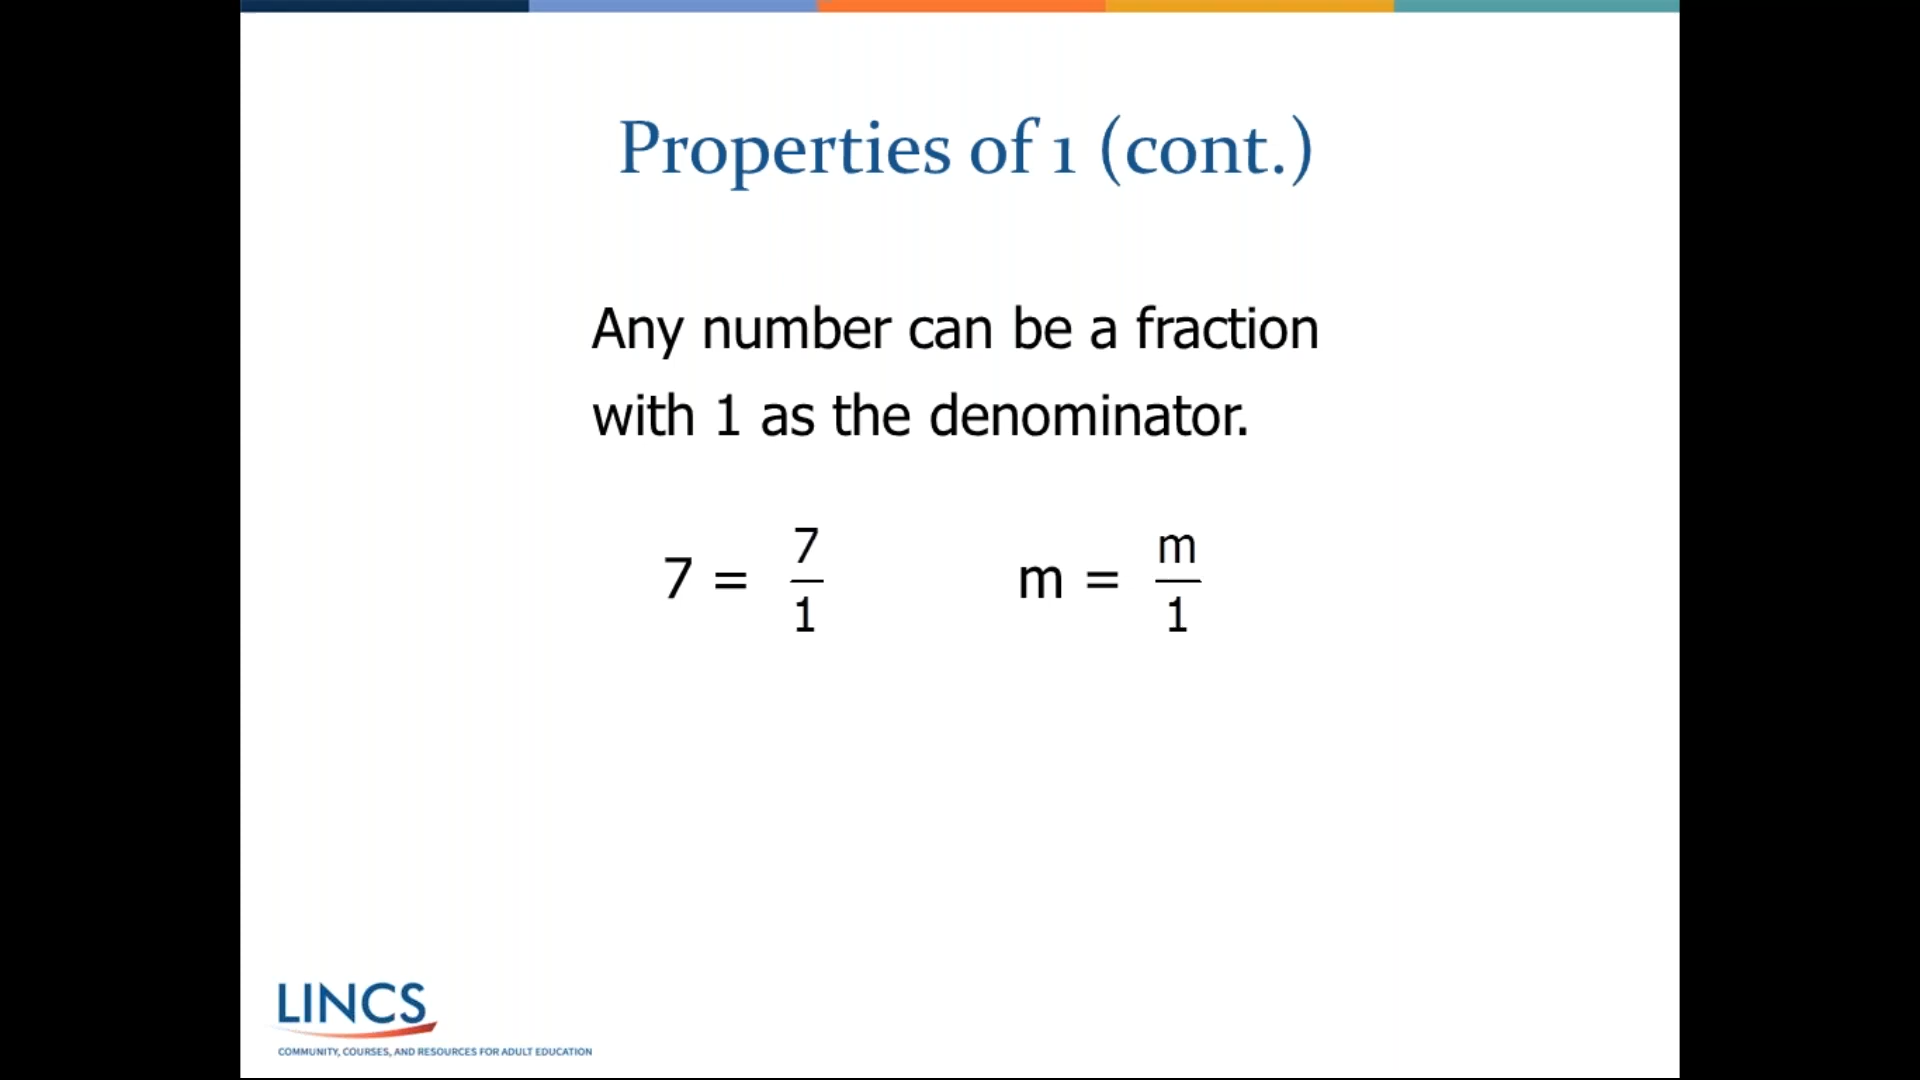 Properties of 1 (cont.)
Any number can be a fraction
with 1 as the denominator.
7 = 7/1 m = m/1
LINCS
COMMUNITY, COURSES, AND RESOURCES FOR ADULT EDUCATION